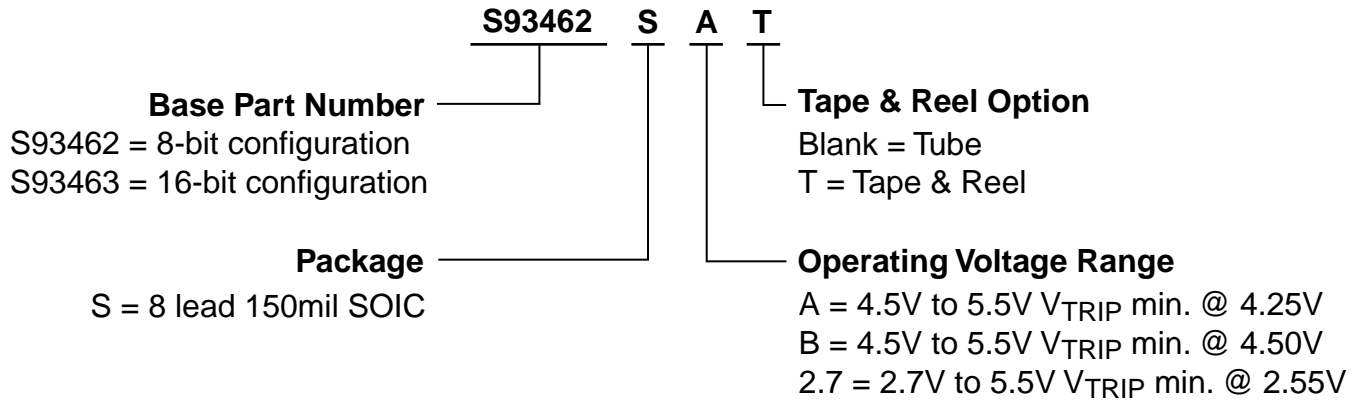 S93462 S A T
Base Part Number
S93462 = 8-bit configuration
S93463 = 16-bit configuration
Tape & Reel Option
Blank = Tube
T = Tape & Reel
Package
S = 8 lead 150mil SOIC
Operating Voltage Range
A = 4.5V to 5.5V VTRIP min. @ 4.25V
B = 4.5V to 5.5V VTRIP min. @ 4.50V
2.7 = 2.7V to 5.5V VTRIP min. @ 2.55V